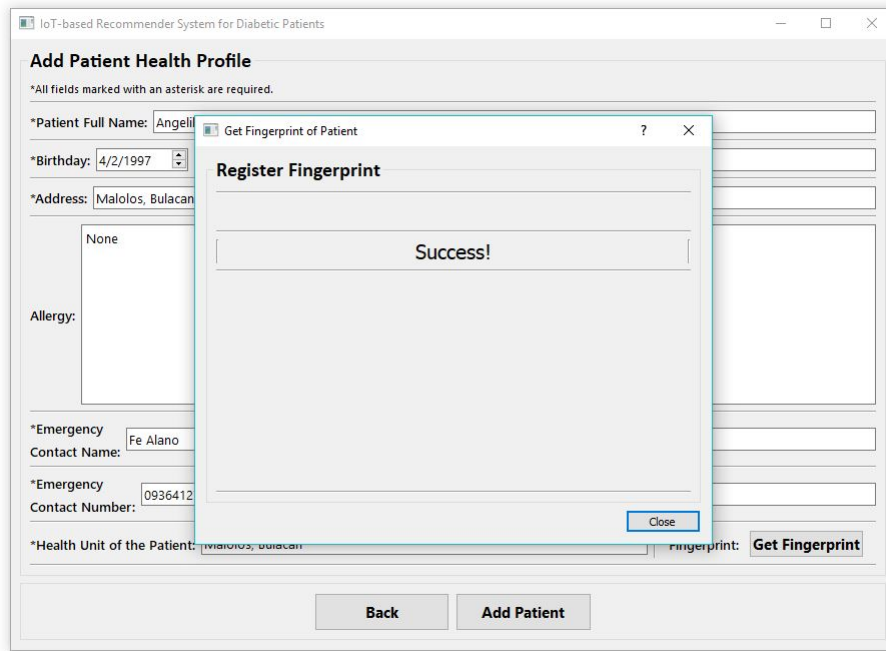 IoT-based Recommender System for Diabetic Patients
Add Patient Health Profile
*All fields marked with an asterisk are required.
*Patient Full Name:
*Birthday: 4/2/1997
*Address: Malolos, Bulacan
Allergy: None
*Emergency
Contact Name: Fe Alano
*Emergency
Contact Number: 0936412
*Health Unit of the Patient: Malolos, Bulacan
Fingerprint: Get Fingerprint
Back Add Patient
Get Fingerprint of Patient ?
Register Fingerprint
Success!
Close